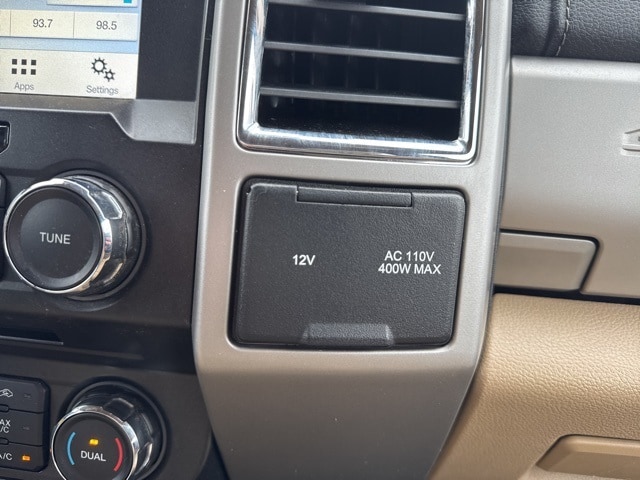 93.7 98.5
Apps Settings
TUNE
12V
AC 110V
400W MAX
A/C
DUAL